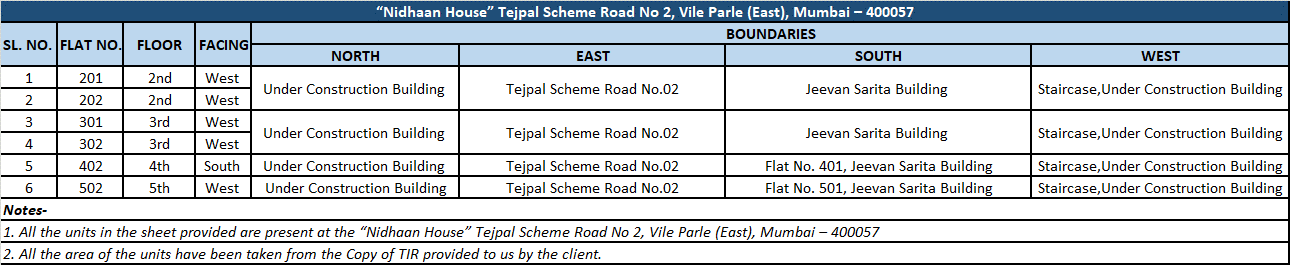 “Nidhaan House” Tejpal Scheme Road No 2, Vile Parle (East), Mumbai – 400057
SL. NO. FLAT NO. FLOOR FACING BOUNDARIES
NORTH EAST SOUTH WEST
1 201 2nd West Under Construction Building Tejpal Scheme Road No.02 Jeevan Sarita Building Staircase,Under Construction Building
2 202 2nd West
3 301 3rd West Under Construction Building Tejpal Scheme Road No.02 Jeevan Sarita Building Staircase,Under Construction Building
4 302 3rd West
5 402 4th South Under Construction Building Tejpal Scheme Road No.02 Flat No. 401, Jeevan Sarita Building Staircase,Under Construction Building
6 502 5th West Under Construction Building Tejpal Scheme Road No.02 Flat No. 501, Jeevan Sarita Building Staircase,Under Construction Building
Notes-
1. All the units in the sheet provided are present at the “Nidhaan House” Tejpal Scheme Road No 2, Vile Parle (East), Mumbai – 400057
2. All the area of the units have been taken from the Copy of TIR provided to us by the client.